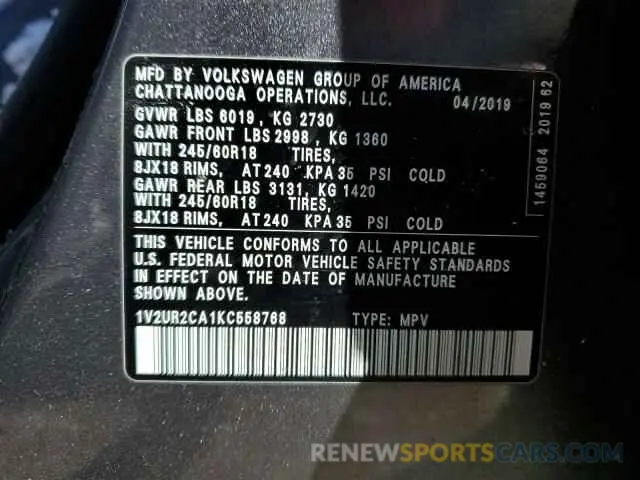 MFD BY VOLKSWAGEN GROUP OF AMERICA
CHATTANOOGA OPERATIONS, LLC. 04/2019
GVWR LBS 6019, KG 2730
GAWR FRONT LBS 2998, KG 1360
WITH 245/60R18 TIRES,
8JX18 RIMS, AT 240 KPA 35 PSI COLD
GAWR REAR LBS 3131, KG 1420
WITH 245/60R18 TIRES,
8JX18 RIMS, AT 240 KPA 35 PSI COLD
THIS VEHICLE CONFORMS TO ALL APPLICABLE
U.S. FEDERAL MOTOR VEHICLE SAFETY STANDARDS
IN EFFECT ON THE DATE OF MANUFACTURE
SHOWN ABOVE.
1V2UR2CA1KC558768 TYPE: MPV
1459064 2019 62
RENEWSPORTSCARS.COM